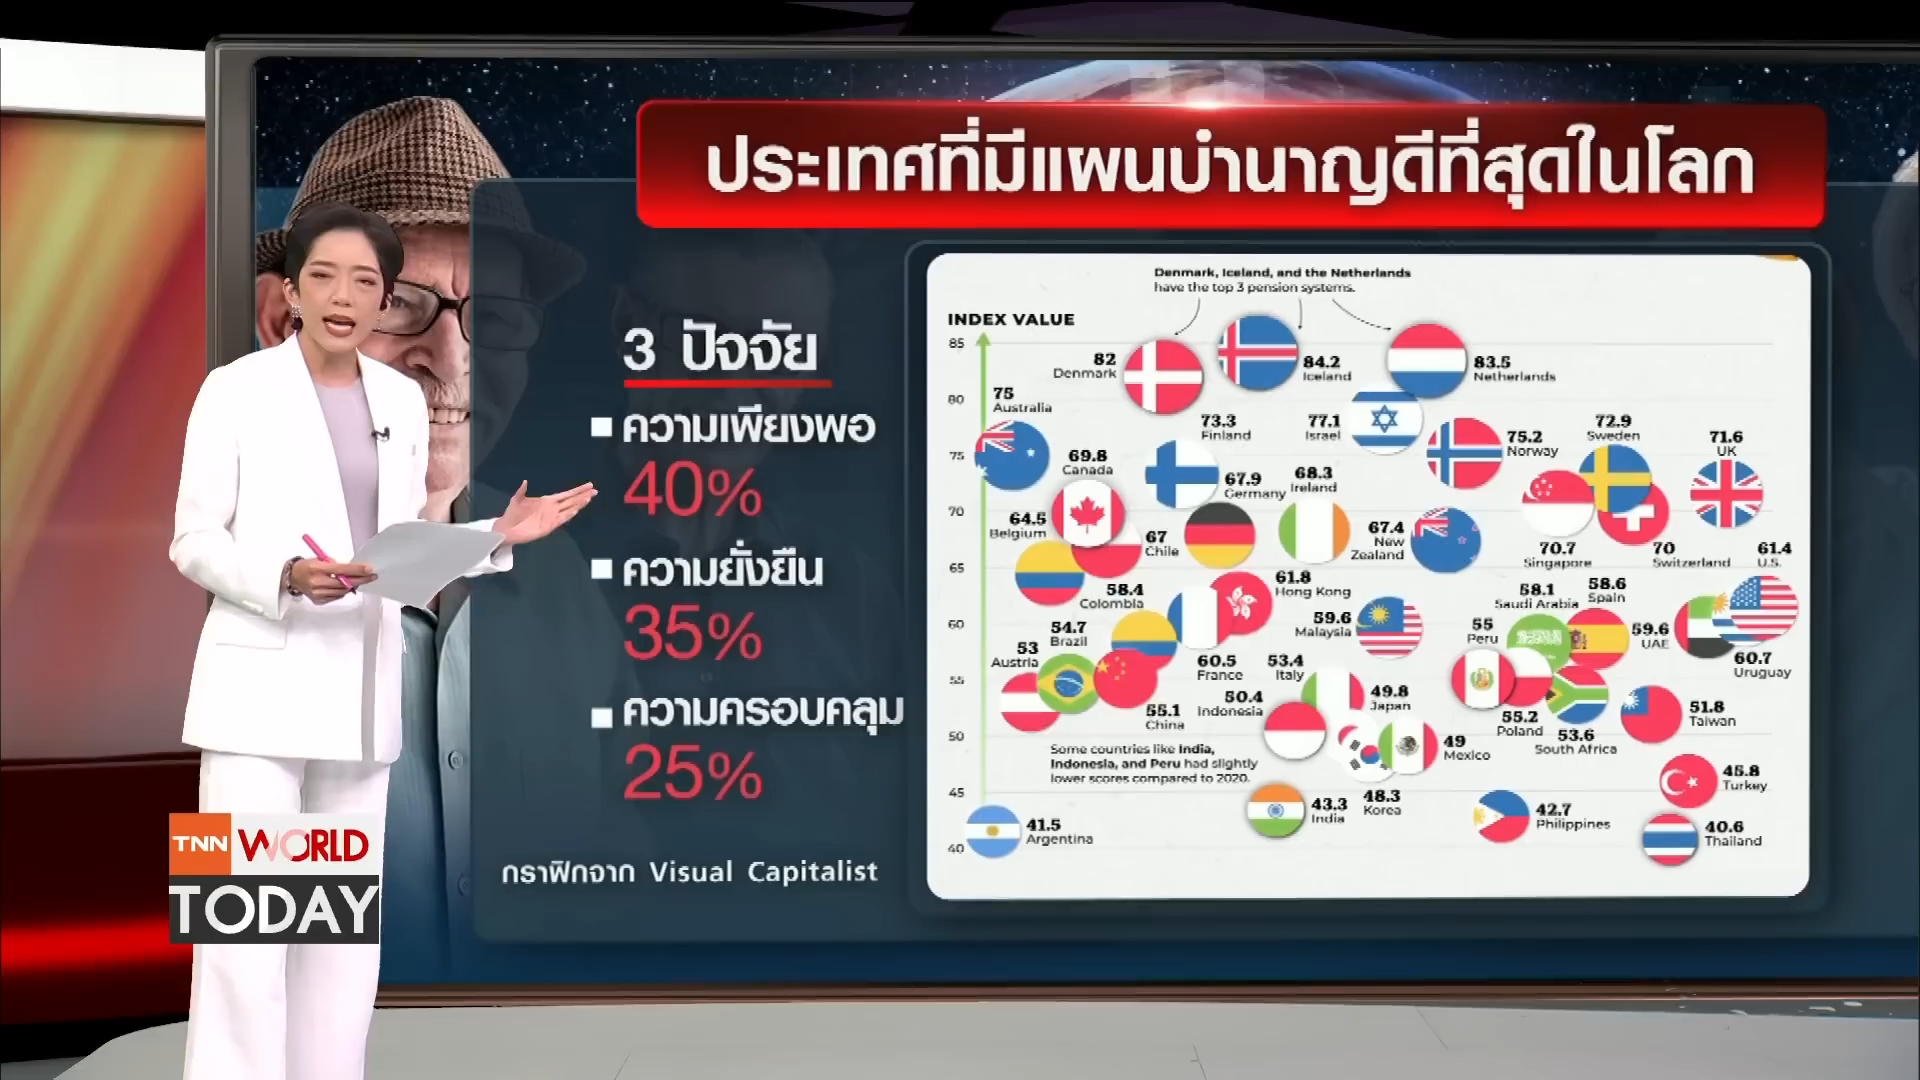 ประเทศที่มีแผนบำนาญดีที่สุดในโลก
3 ปัจจัย
ความเพียงพอ
40%
ความยั่งยืน
35%
ความครอบคลุม
25%
กราฟิกจาก Visual Capitalist
Denmark, Iceland, and the Netherlands
have the top 3 pension systems.
INDEX VALUE
85
80
75
70
65
60
55
50
45
40
82
Denmark
84.2
Iceland
83.5
Netherlands
75
Australia
73.3
Finland
77.1
Israel
75.2
Norway
72.9
Sweden
71.6
UK
69.8
Canada
67.9
Germany
68.3
Ireland
64.5
Belgium
67
Chile
67.4
New
Zealand
70.7
Singapore
70
Switzerland
61.4
U.S.
58.4
Colombia
61.8
Hong Kong
58.1
Saudi Arabia
58.6
Spain
54.7
Brazil
59.6
Malaysia
55
Peru
59.6
UAE
53
Austria
60.5
France
53.4
Italy
60.7
Uruguay
55.1
China
50.4
Indonesia
49.8
Japan
55.2
Poland
53.6
South Africa
51.8
Taiwan
49
Mexico
Some countries like India,
Indonesia, and Peru had slightly
lower scores compared to 2020.
45.8
Turkey
43.3
India
48.3
Korea
42.7
Philippines
41.5
Argentina
40.6
Thailand
TNN WORLD
TODAY